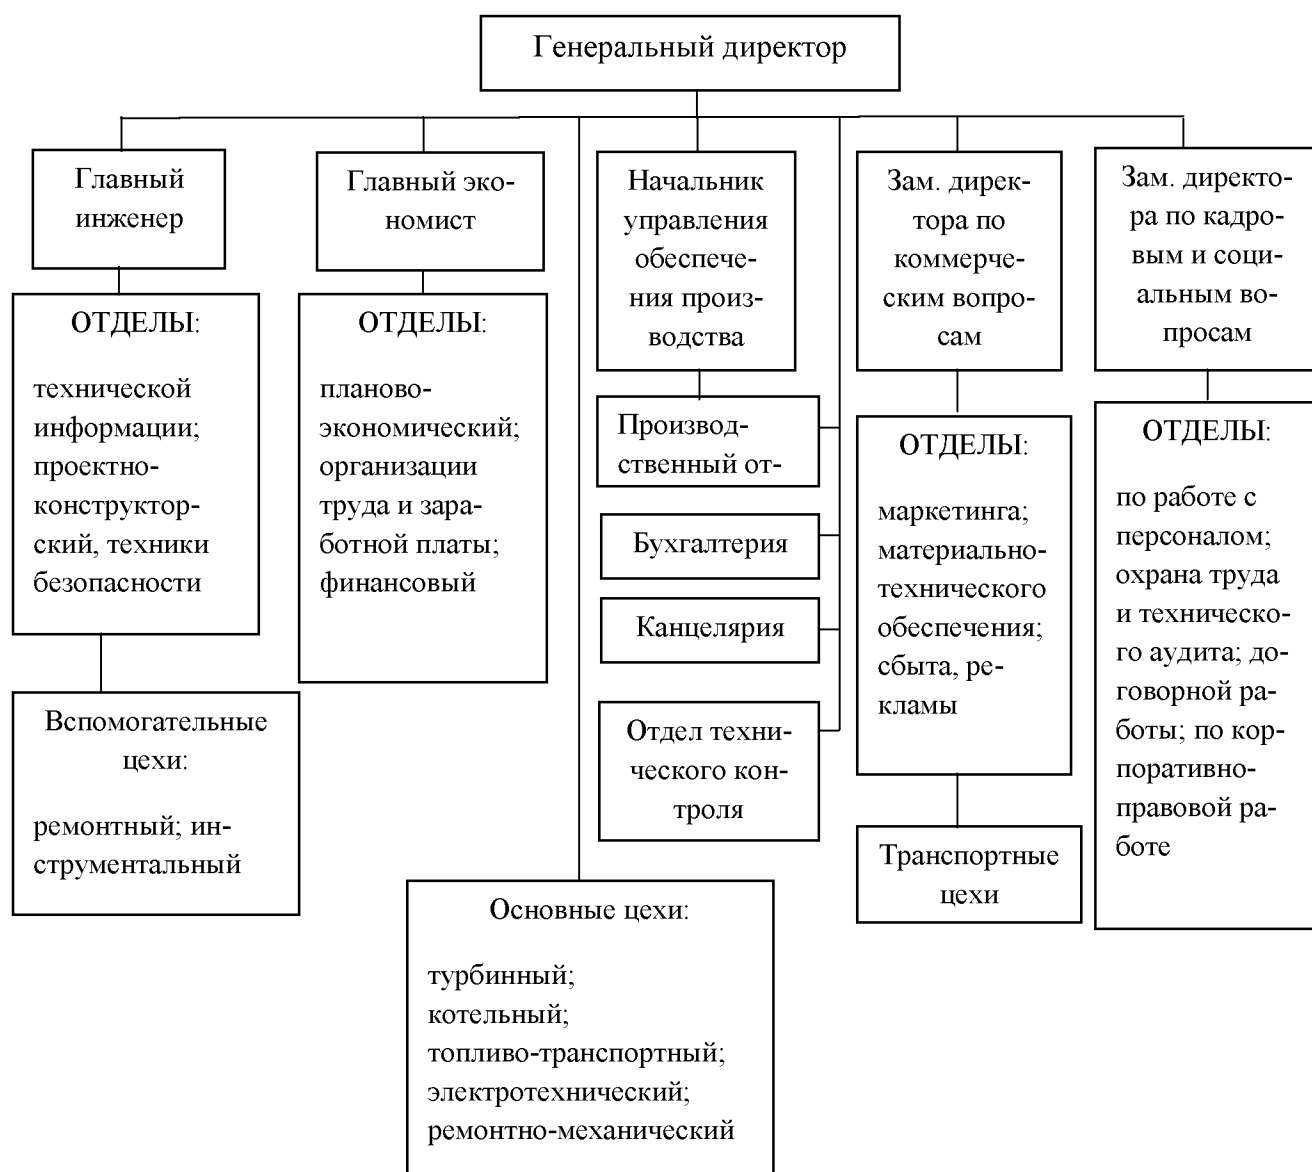 Генеральный директор
Главный
инженер
Главный эко-
номист
Начальник
управления
обеспече-
ния произ-
водства
Зам. дирек-
тора по
коммерче-
ским вопро-
сам
Зам. директо-
ра по кадро-
вым и соци-
альным во-
просам
ОТДЕЛЫ:
технической
информации;
проектно-
конструктор-
ский, техники
безопасности
ОТДЕЛЫ:
планово-
экономический;
организации
труда и зара-
ботной платы;
финансовый
Производ-
ственный от-
Бухгалтерия
Канцелярия
Отдел техни-
ческого кон-
троля
ОТДЕЛЫ:
маркетинга;
материально-
технического
обеспечения;
сбыта, ре-
кламы
ОТДЕЛЫ:
по работе с
персоналом;
охрана труда
и техническо-
го аудита; до-
говорной ра-
боты; по кор-
поративно-
правовой ра-
боте
Вспомогательные
цехи:
ремонтный; ин-
струментальный
Транспортные
цехи
Основные цехи:
турбинный;
котельный;
топливо-транспортный;
электротехнический;
ремонтно-механический